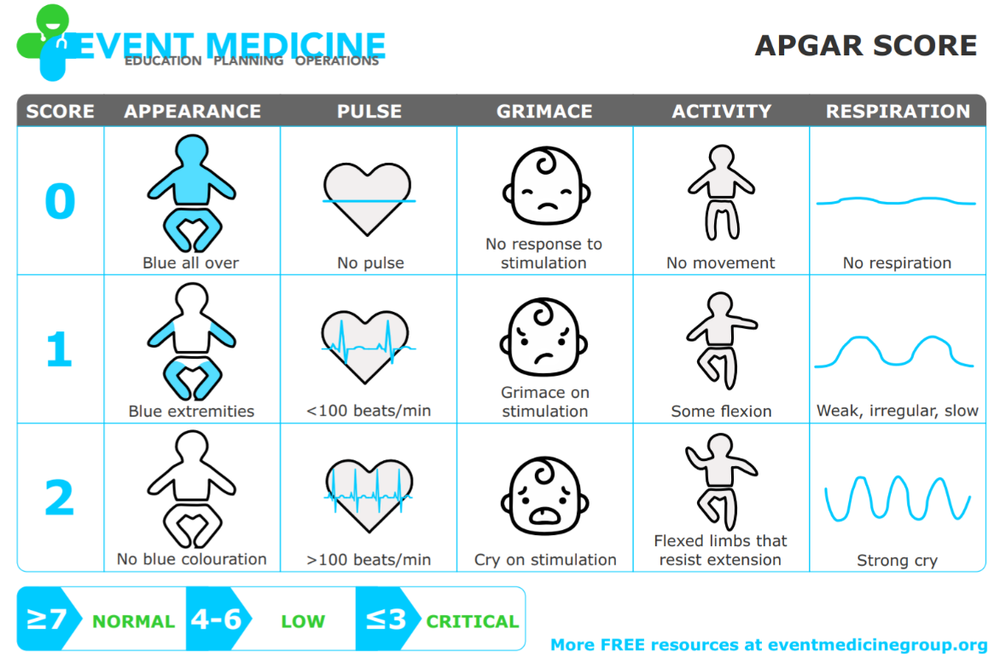 EVENT MEDICINE
EDUCATION PLANNING OPERATIONS
APGAR SCORE
SCORE APPEARANCE PULSE GRIMACE ACTIVITY RESPIRATION
0
Blue all over
No pulse
No response to
stimulation
No movement
No respiration
1
Blue extremities
<100 beats/min
Grimace on
stimulation
Some flexion
Weak, irregular, slow
2
No blue colouration
>100 beats/min
Cry on stimulation
Flexed limbs that
resist extension
Strong cry
≥7 NORMAL 4-6 LOW ≤3 CRITICAL
More FREE resources at eventmedicinegroup.org